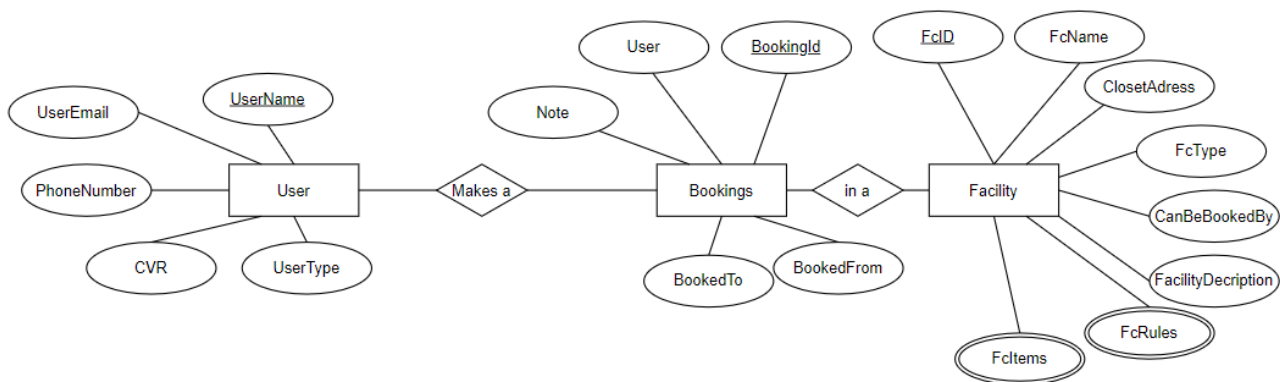 User
BookingId
FcID
FcName
UserEmail
UserName
Note
ClosetAdress
FcType
PhoneNumber
User
Makes a
Bookings
in a
Facility
CanBeBookedBy
CVR
UserType
BookedTo
BookedFrom
FacilityDecription
FcRules
FcItems